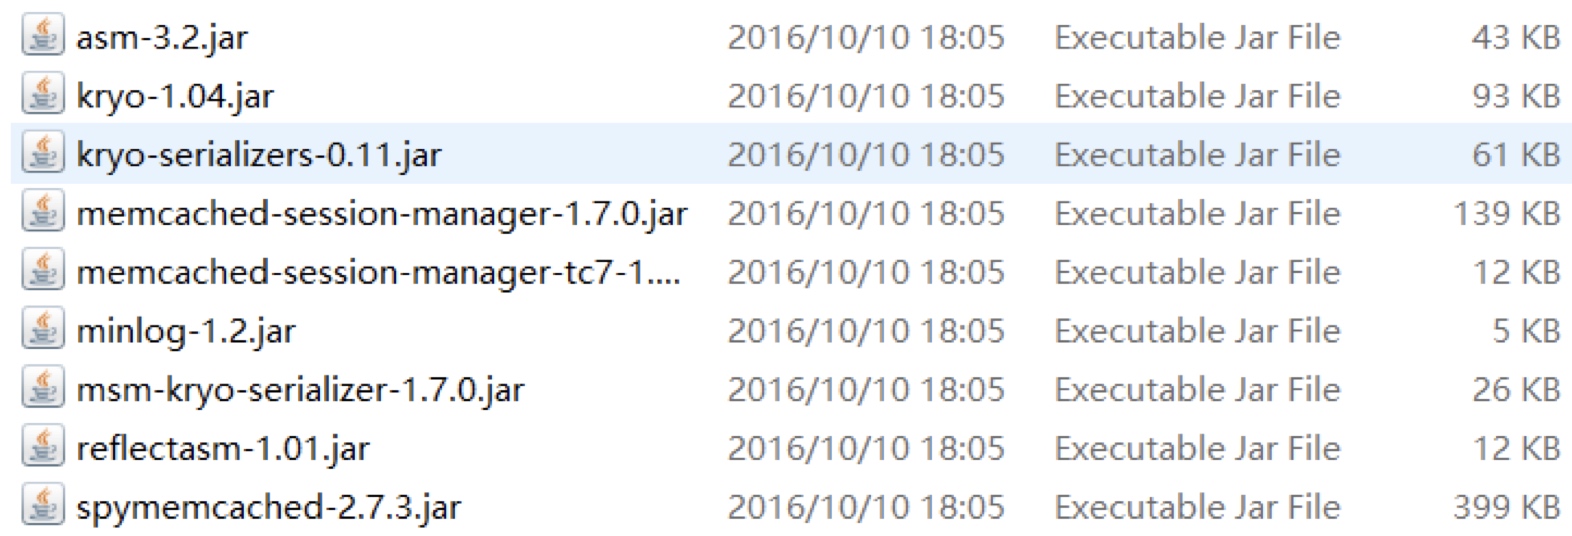 asm-3.2.jar 2016/10/10 18:05 Executable Jar File 43 KB
kryo-1.04.jar 2016/10/10 18:05 Executable Jar File 93 KB
kryo-serializers-0.11.jar 2016/10/10 18:05 Executable Jar File 61 KB
memcached-session-manager-1.7.0.jar 2016/10/10 18:05 Executable Jar File 139 KB
memcached-session-manager-tc7-1.... 2016/10/10 18:05 Executable Jar File 12 KB
minlog-1.2.jar 2016/10/10 18:05 Executable Jar File 5 KB
msm-kryo-serializer-1.7.0.jar 2016/10/10 18:05 Executable Jar File 26 KB
reflectasm-1.01.jar 2016/10/10 18:05 Executable Jar File 12 KB
spymemcached-2.7.3.jar 2016/10/10 18:05 Executable Jar File 399 KB